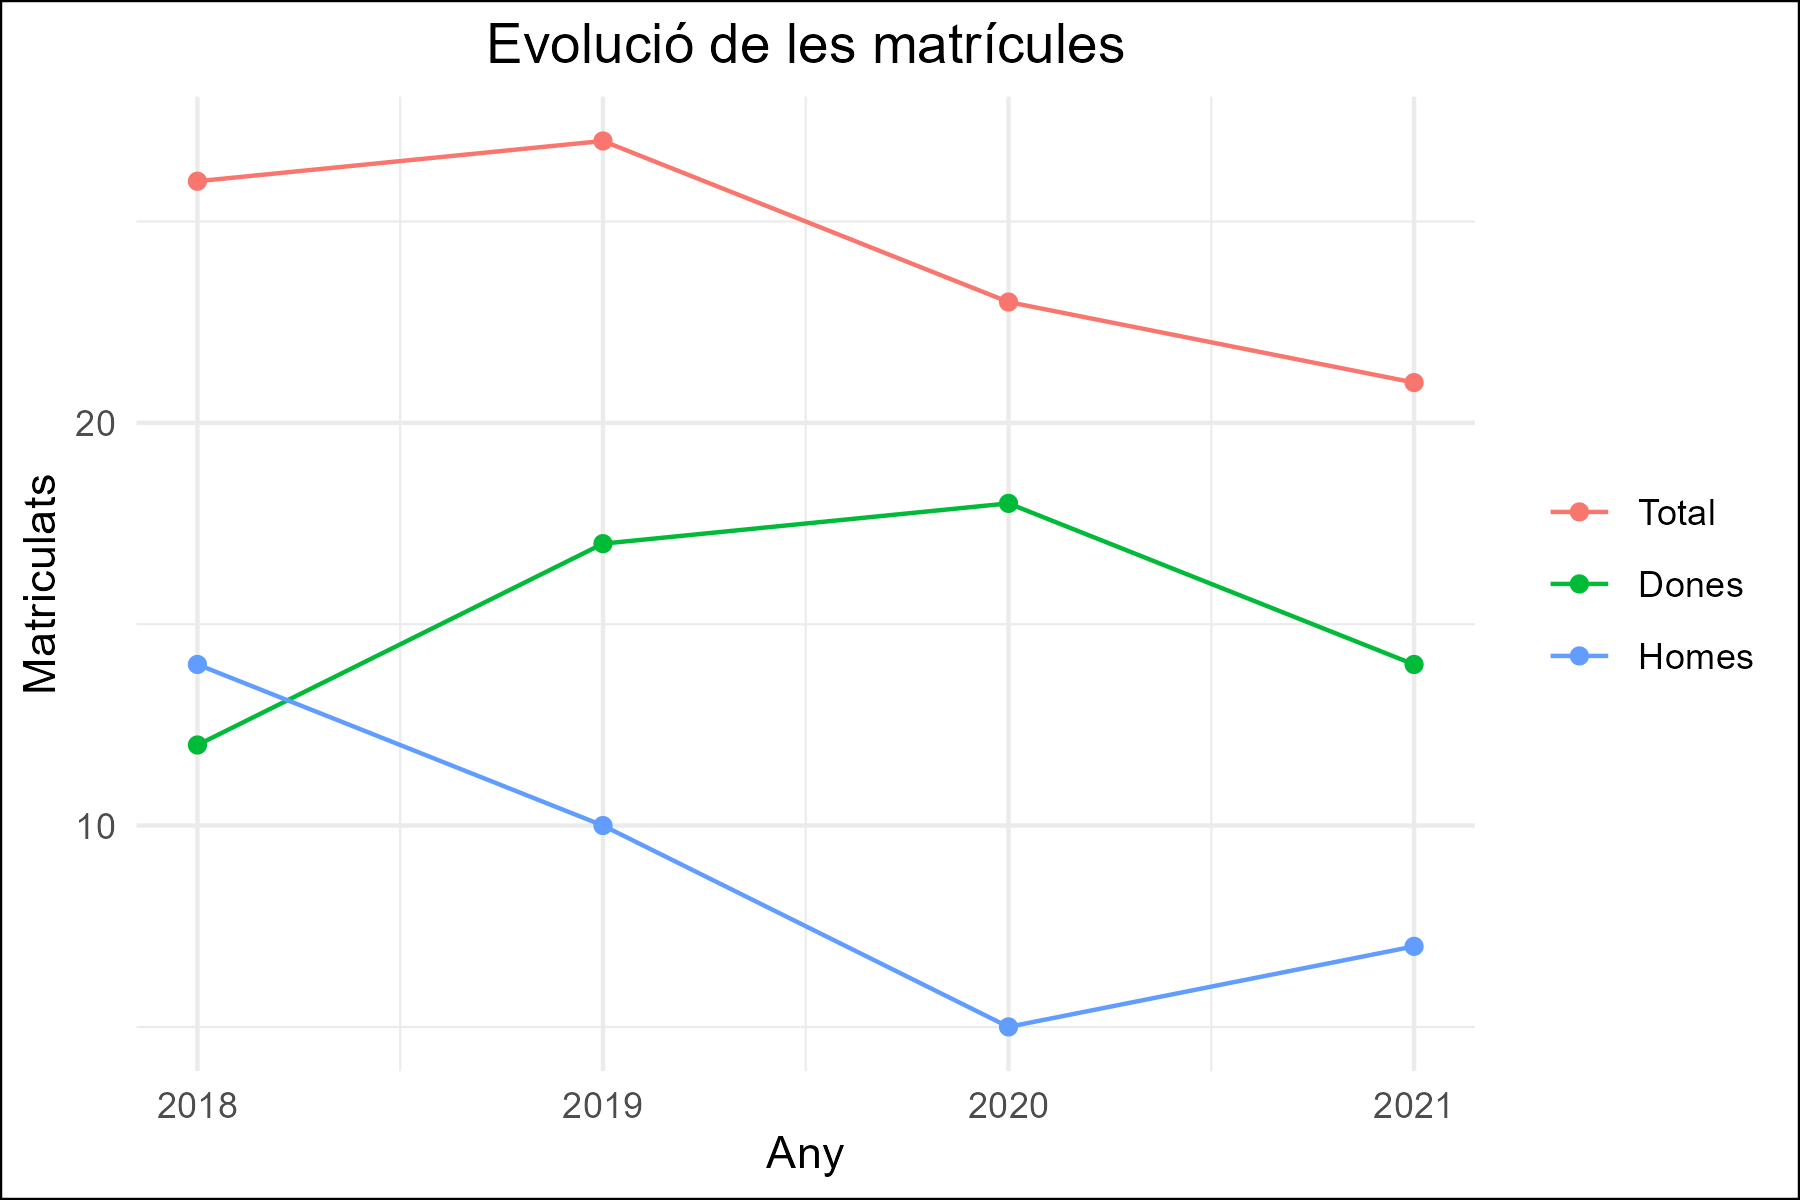 Evolució de les matrícules
20
10
Matriculats
2018 2019 2020 2021
Any
Total
Dones
Homes